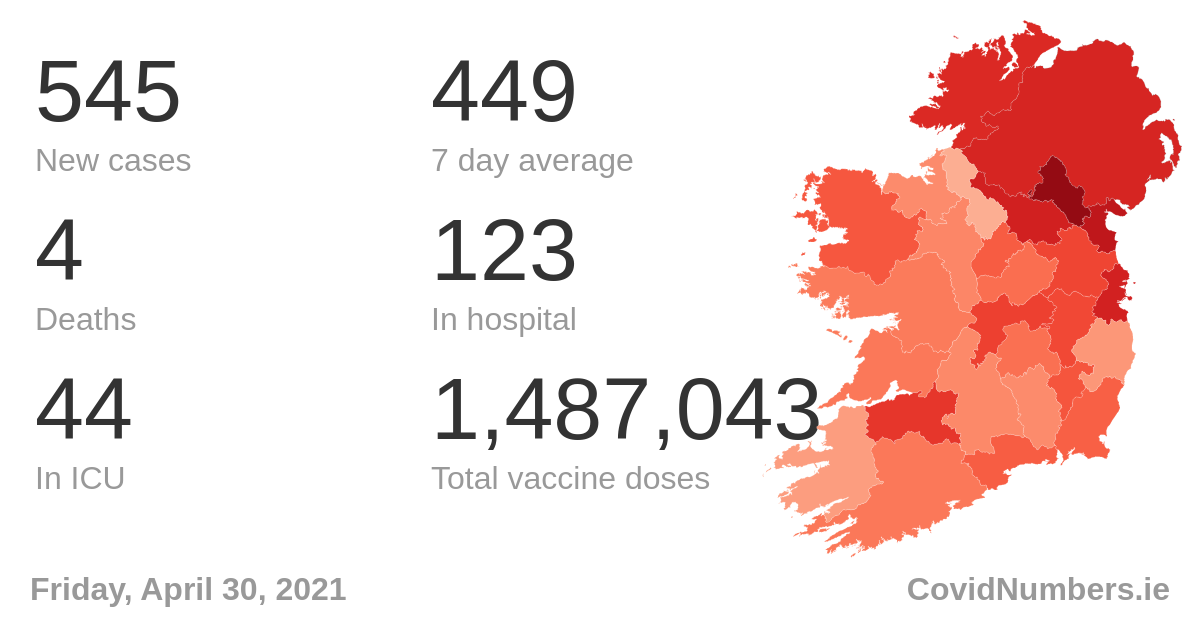 545
New cases
449
7 day average
4
Deaths
123
In hospital
44
In ICU
1,487,043
Total vaccine doses
Friday, April 30, 2021
CovidNumbers.ie